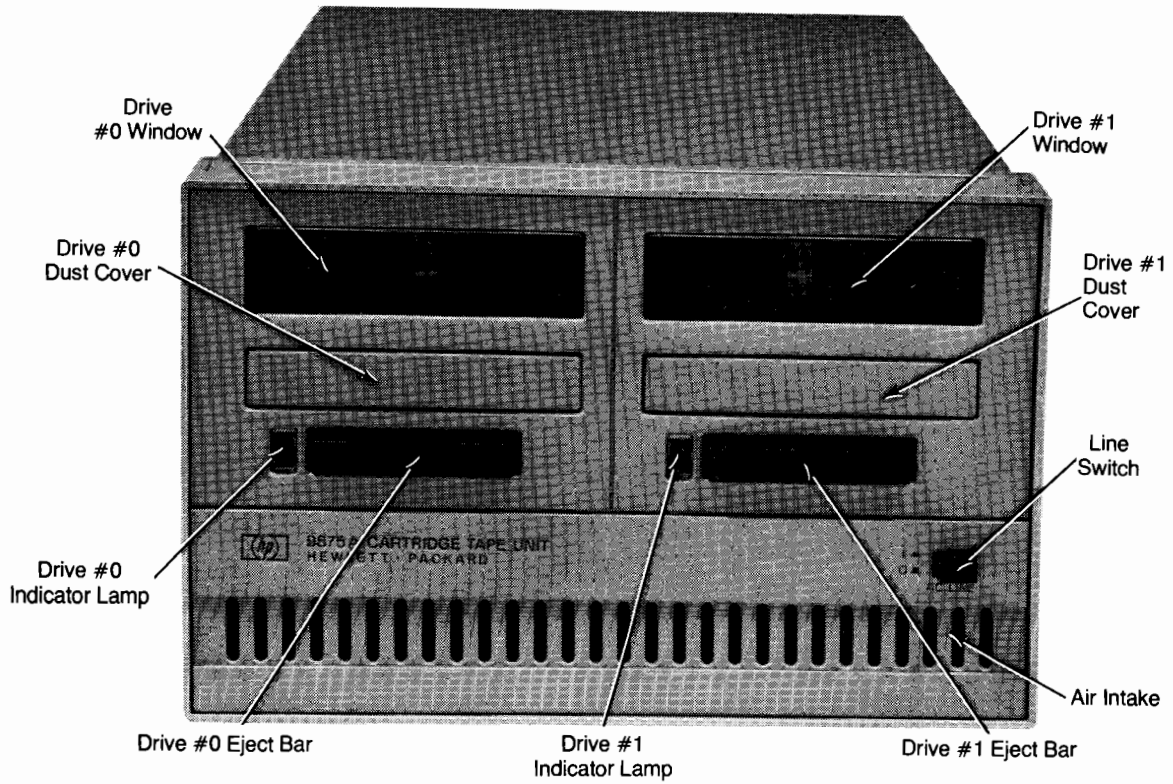 Drive
#0 Window
Drive #1
Window
Drive #0
Dust Cover
Drive #1
Dust
Cover
Line
Switch
hp
9875A CARTRIDGE TAPE UNIT
HEWLETT · PACKARD
Drive #0
Indicator Lamp
Air Intake
Drive #0 Eject Bar
Drive #1
Indicator Lamp
Drive #1 Eject Bar